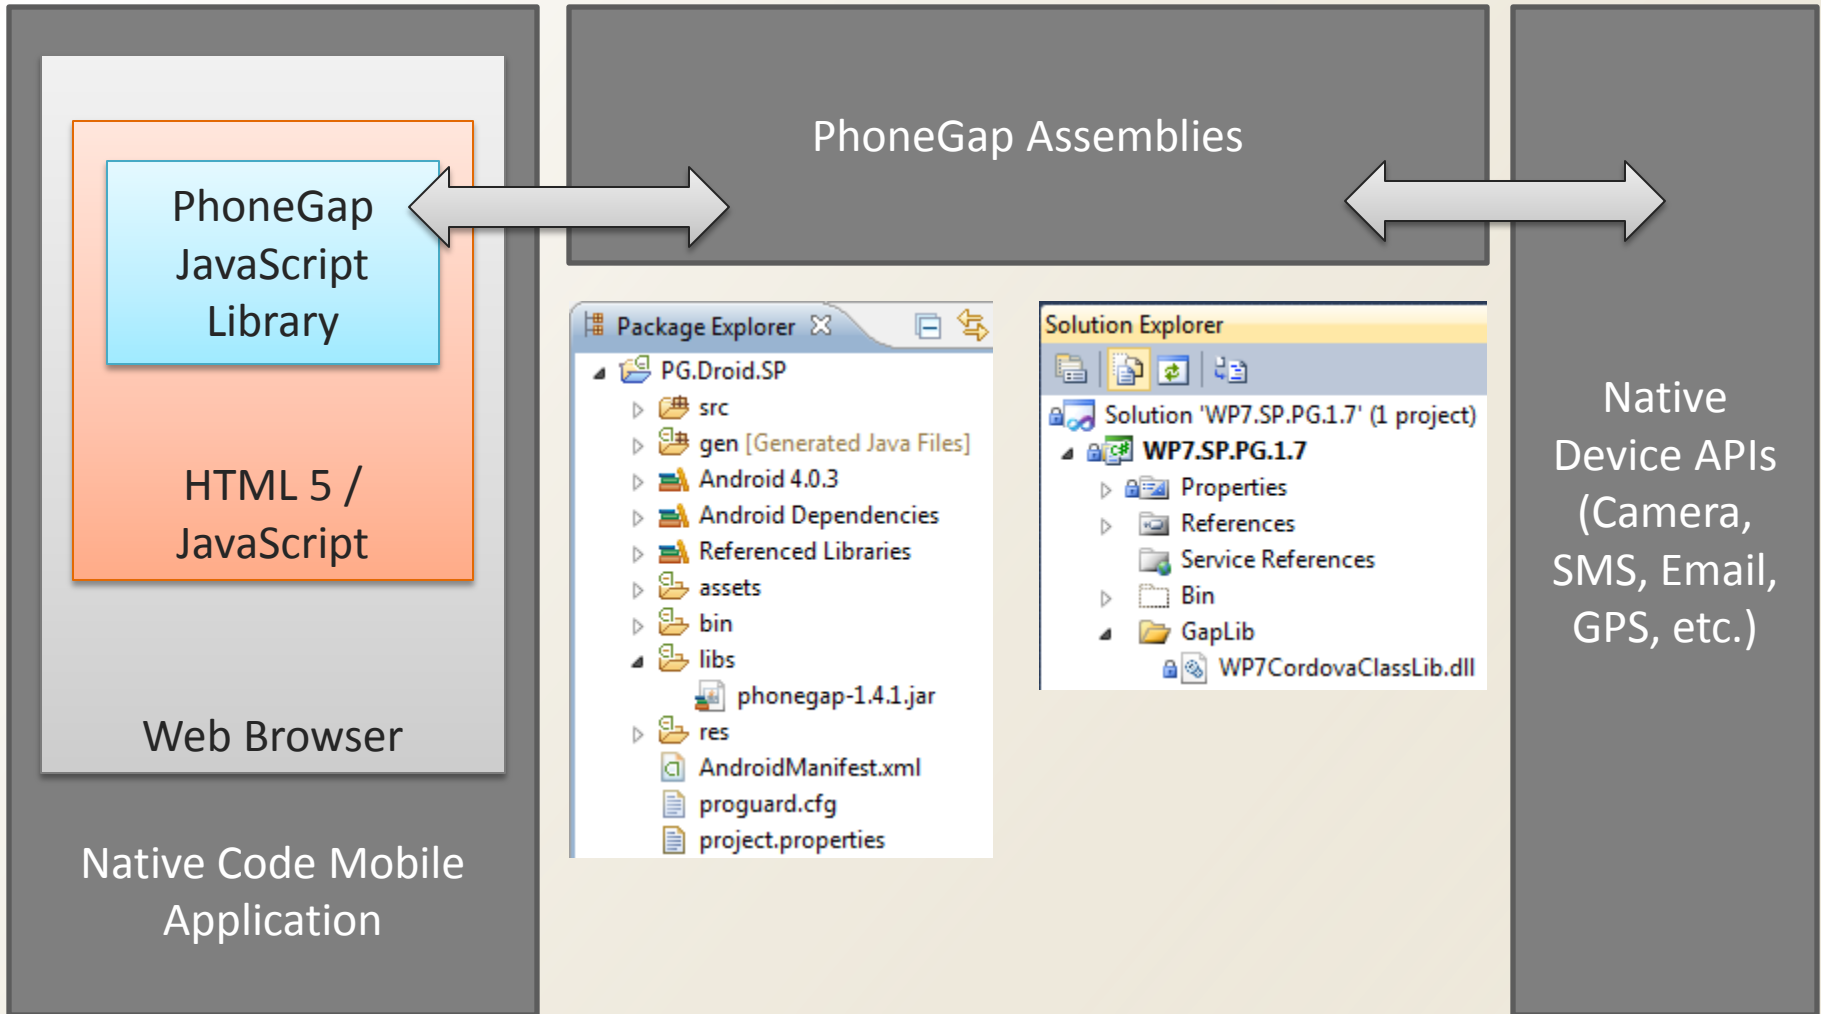 PhoneGap
JavaScript
Library
HTML 5 /
JavaScript
Web Browser
Native Code Mobile
Application
PhoneGap Assemblies
Package Explorer
PG.Droid.SP
src
gen [Generated Java Files]
Android 4.0.3
Android Dependencies
Referenced Libraries
assets
bin
libs
phonegap-1.4.1.jar
res
AndroidManifest.xml
proguard.cfg
project.properties
Solution Explorer
Solution 'WP7.SP.PG.1.7' (1 project)
WP7.SP.PG.1.7
Properties
References
Service References
Bin
GapLib
WP7CordovaClassLib.dll
Native
Device APIs
(Camera,
SMS, Email,
GPS, etc.)